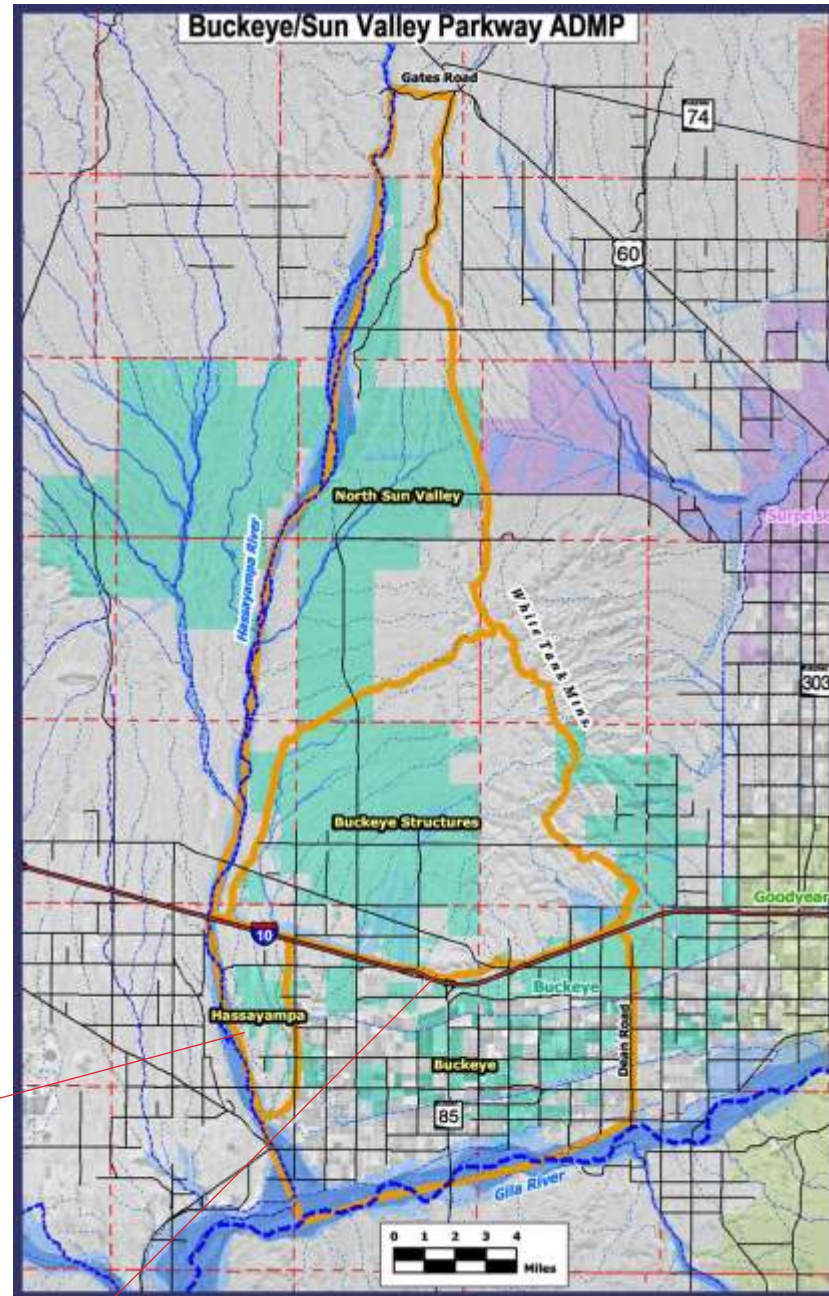 Buckeye/Sun Valley Parkway ADMP
Gates Road
74
60
North Sun Valley
Surprise
Hassayampa River
White Tank Mtns.
303
Buckeye Structures
Goodyear
10
Buckeye
Hassayampa
Dean Road
Buckeye
85
Gila River
0 1 2 3 4
Miles